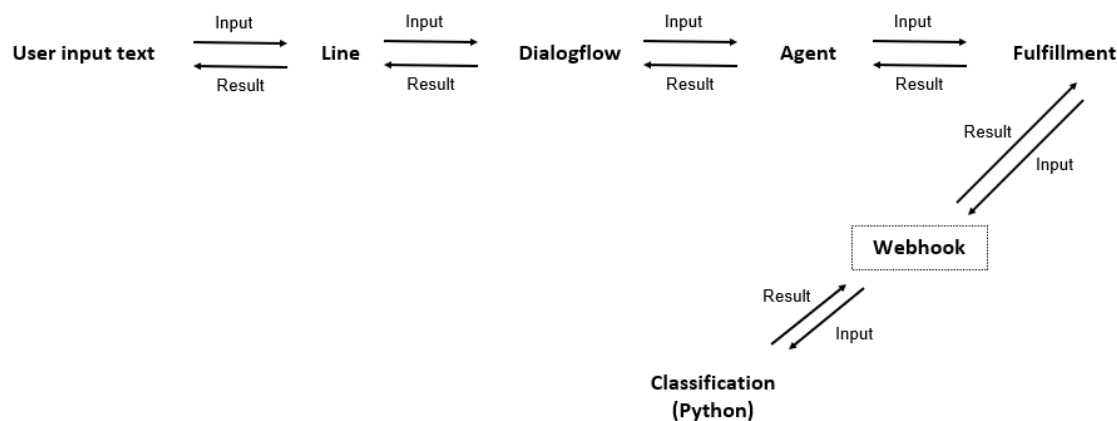 Input Input Input Input
User input text Line Dialogflow Agent Fulfillment
Result Result Result Result
Result
Input
Webhook
Result
Input
Classification
(Python)